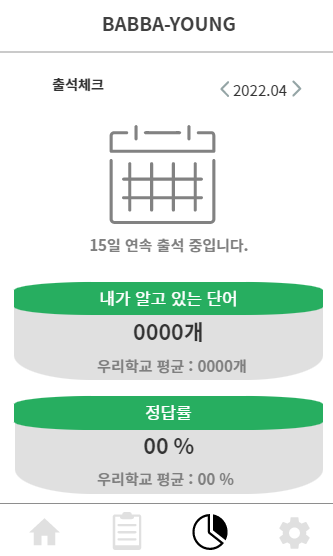 BABBA-YOUNG
출석체크
2022.04
15일 연속 출석 중입니다.
내가 알고 있는 단어
0000개
우리학교 평균 : 0000개
정답률
00 %
우리학교 평균 : 00 %